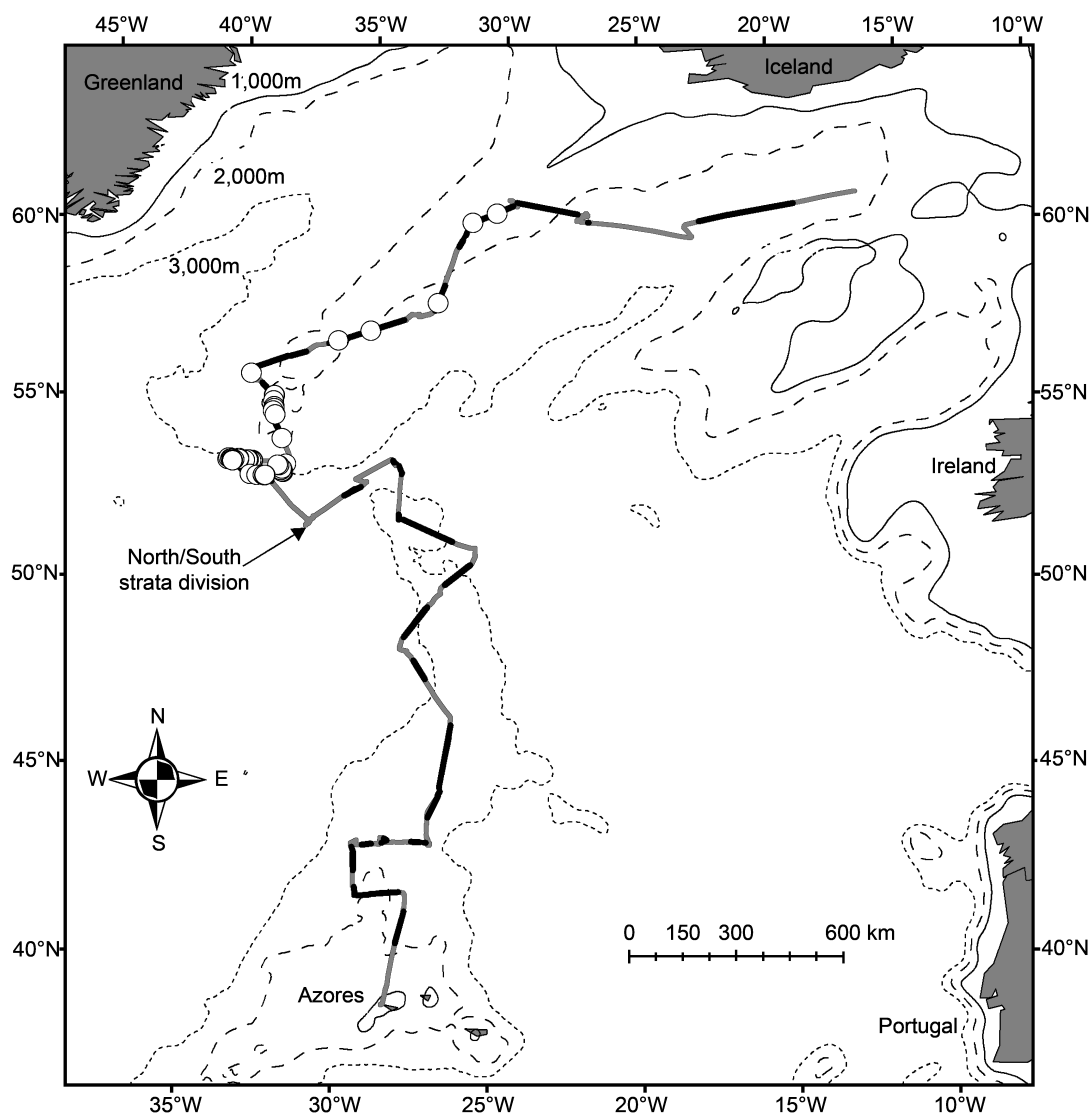 45°W 40°W 35°W 30°W 25°W 20°W 15°W 10°W
Greenland
1,000m
Iceland
2,000m
60°N
60°N
3,000m
55°N
55°N
Ireland
North/South
strata division
50°N
50°N
N
W
E
S
45°N
45°N
0 150 300 600 km
40°N
40°N
Azores
Portugal
35°W 30°W 25°W 20°W 15°W 10°W